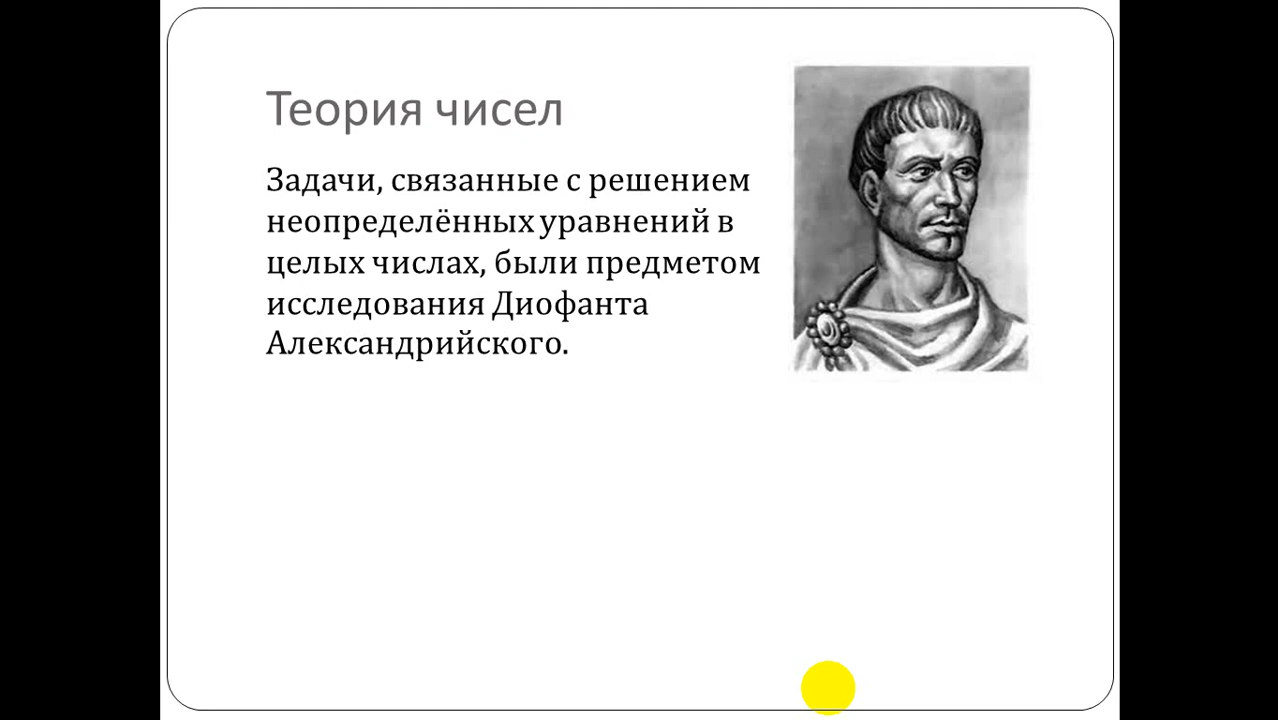 Теория чисел
Задачи, связанные с решением
неопределённых уравнений в
целых числах, были предметом
исследования Диофанта
Александрийского.